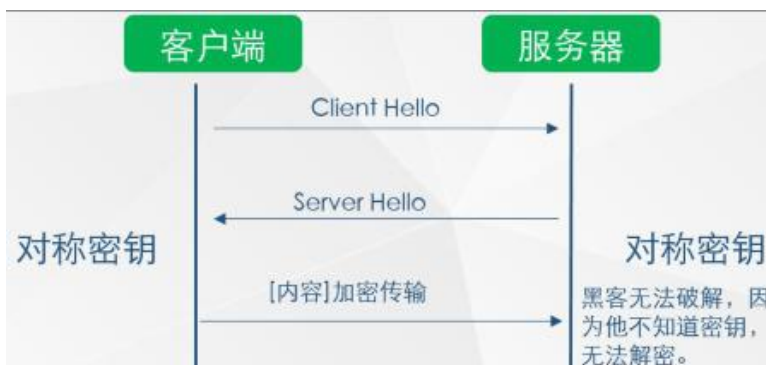 客户端
服务器
Client Hello
Server Hello
对称密钥
对称密钥
[内容]加密传输
黑客无法破解，因
为他不知道密钥，
无法解密。